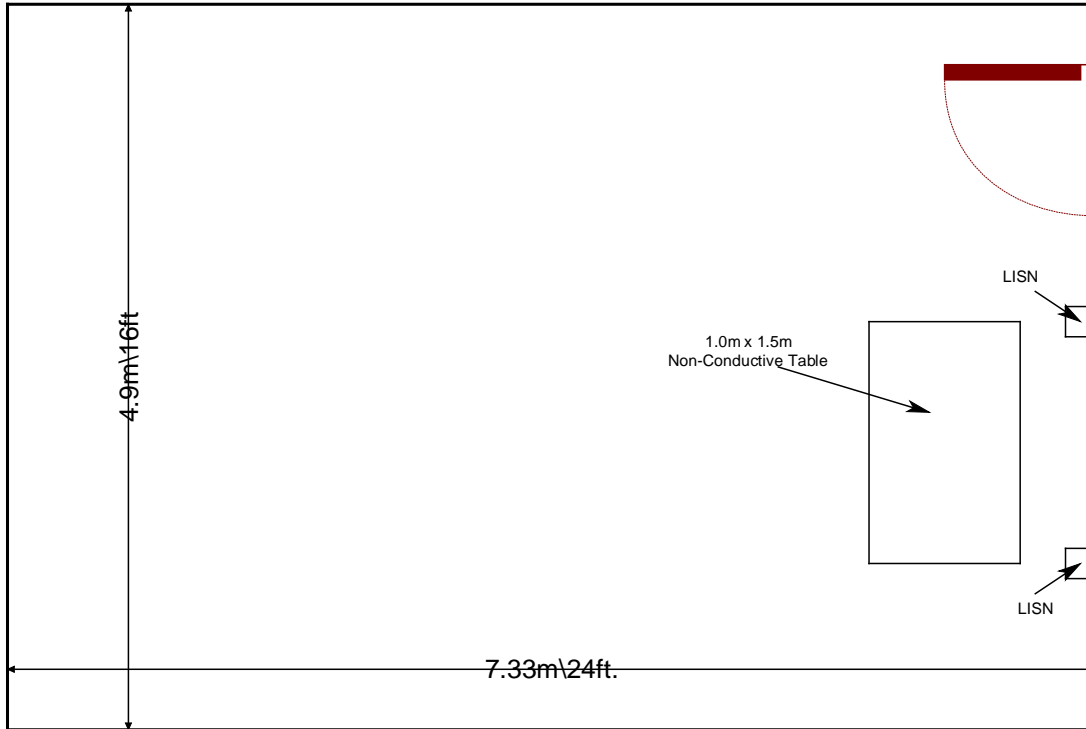 LISN
1.0m x 1.5m
Non-Conductive Table
4.9m\16ft
LISN
7.33m\24ft.